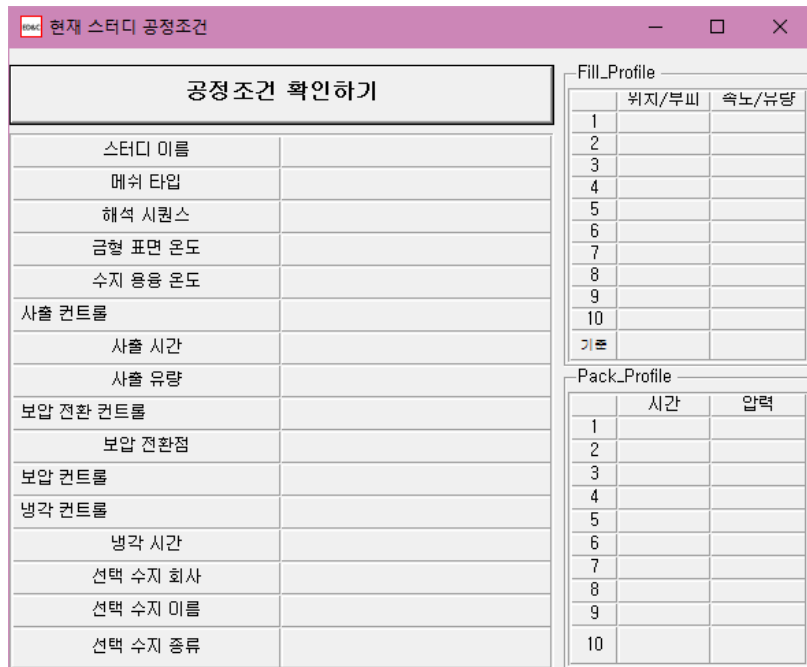 EO&C 현재 스터디 공정조건
공정조건 확인하기
스터디 이름
메쉬 타입
해석 시퀀스
금형 표면 온도
수지 용융 온도
사출 컨트롤
사출 시간
사출 유량
보압 전환 컨트롤
보압 전환점
보압 컨트롤
냉각 컨트롤
냉각 시간
선택 수지 회사
선택 수지 이름
선택 수지 종류
Fill_Profile
위치/부피 속도/유량
1
2
3
4
5
6
7
8
9
10
기준
Pack_Profile
시간 압력
1
2
3
4
5
6
7
8
9
10